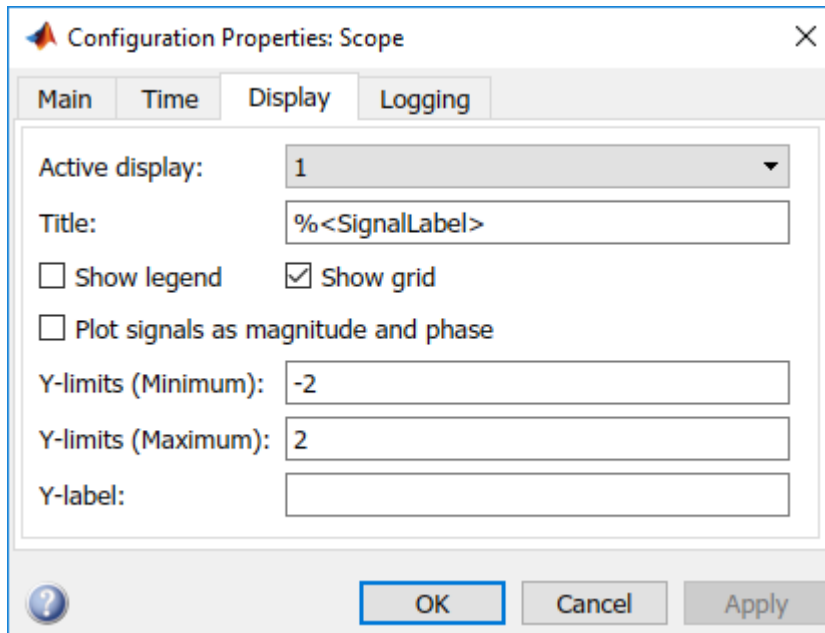 Configuration Properties: Scope
Main Time Display Logging
Active display: 1
Title: %<SignalLabel>
Show legend Show grid
Plot signals as magnitude and phase
Y-limits (Minimum): -2
Y-limits (Maximum): 2
Y-label:
? OK Cancel Apply